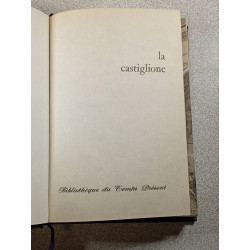 la
castiglione
Bibliothèque du Temps Présent